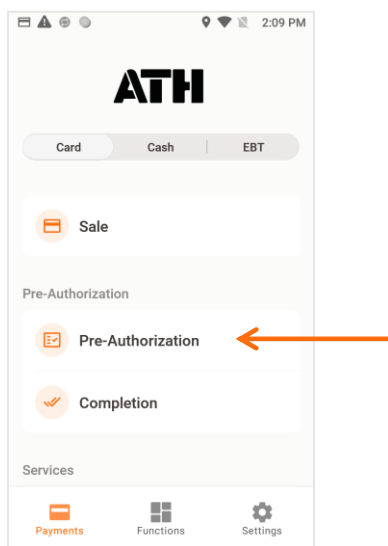 2:09 PM
ATH
Card Cash EBT
Sale
Pre-Authorization
Pre-Authorization
Completion
Services
Payments Functions Settings